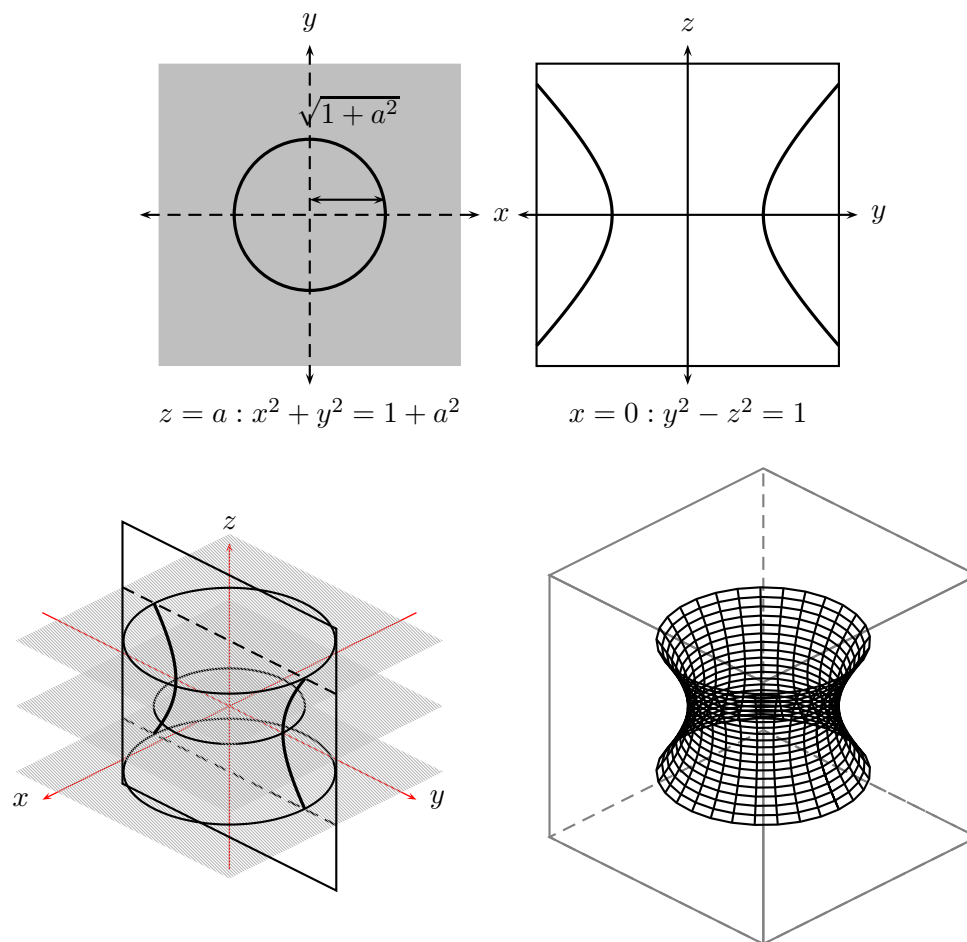 y
z
√1 + a²
x
y
z = a : x² + y² = 1 + a²
x = 0 : y² − z² = 1
z
x
y